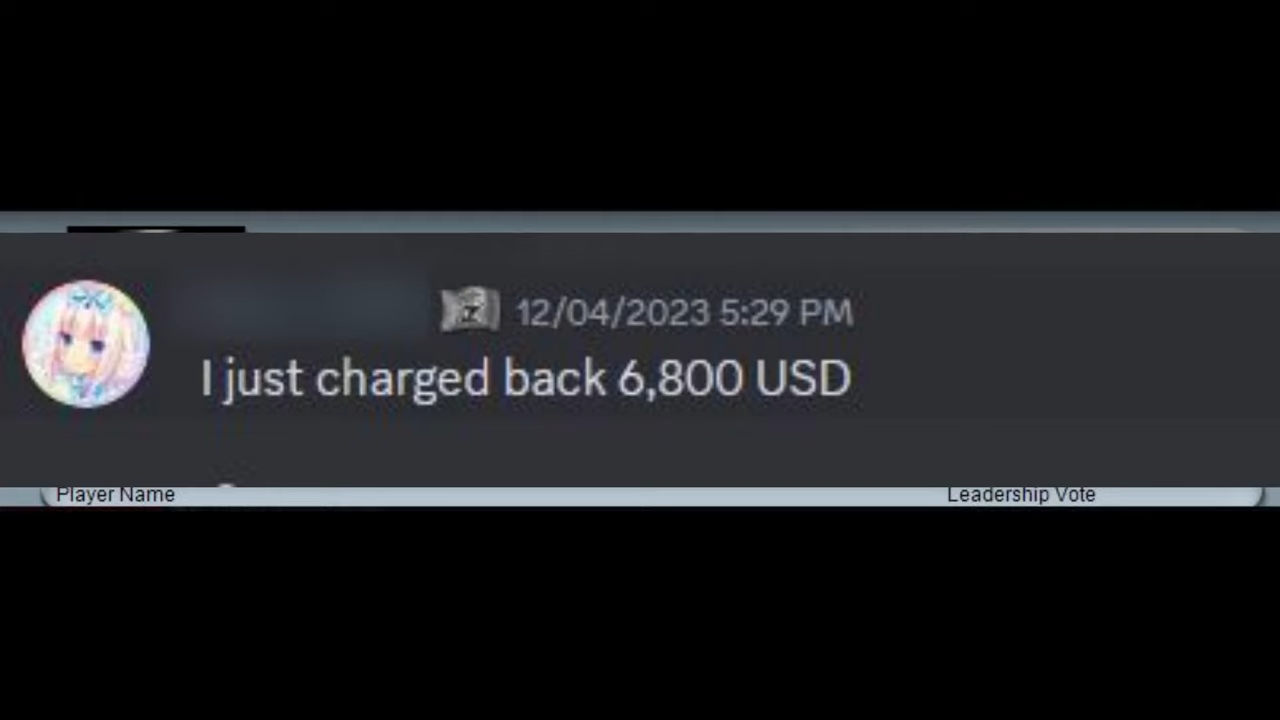 12/04/2023 5:29 PM
I just charged back 6,800 USD
Player Name Leadership Vote